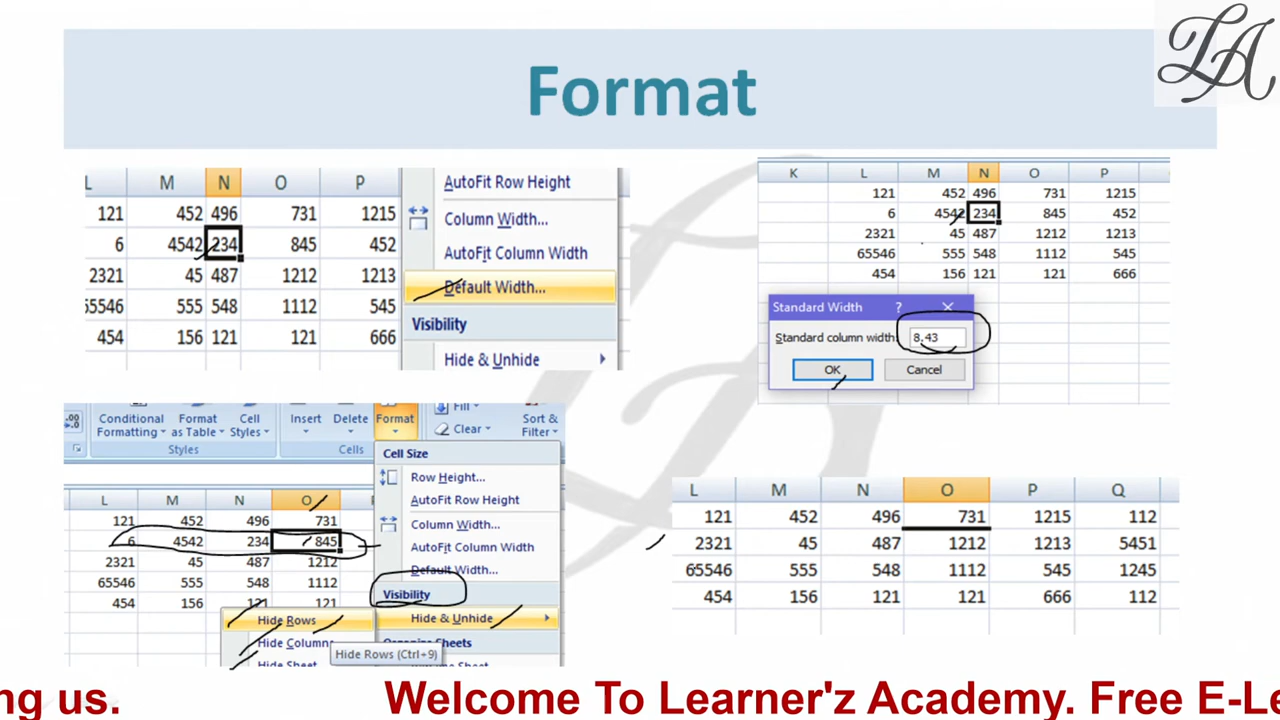 LA
Format
L M N O P
121 452 496 731 1215
6 4542 234 845 452
2321 45 487 1212 1213
65546 555 548 1112 545
454 156 121 121 666
AutoFit Row Height
Column Width...
AutoFit Column Width
Default Width...
Visibility
Hide & Unhide
K L M N O P
121 452 496 731 1215
6 4542 234 845 452
2321 45 487 1212 1213
65546 555 548 1112 545
454 156 121 121 666
Standard Width ?
Standard column width: 8.43
OK Cancel
Conditional Formatting
Format as Table
Cell Styles
Styles
Insert Delete Format
Cells
Fill
Clear
Sort & Filter
L M N O
121 452 496 731
6 4542 234 845
2321 45 487 1212
65546 555 548 1112
454 156 121 121
Cell Size
Row Height...
AutoFit Row Height
Column Width...
AutoFit Column Width
Default Width...
Visibility
Hide & Unhide
Organize Sheets
Hide Rows
Hide Columns
Hide Sheet
Hide Rows (Ctrl+9)
L M N O P Q
121 452 496 731 1215 112
2321 45 487 1212 1213 5451
65546 555 548 1112 545 1245
454 156 121 121 666 112
ng us. Welcome To Learner'z Academy. Free E-Le